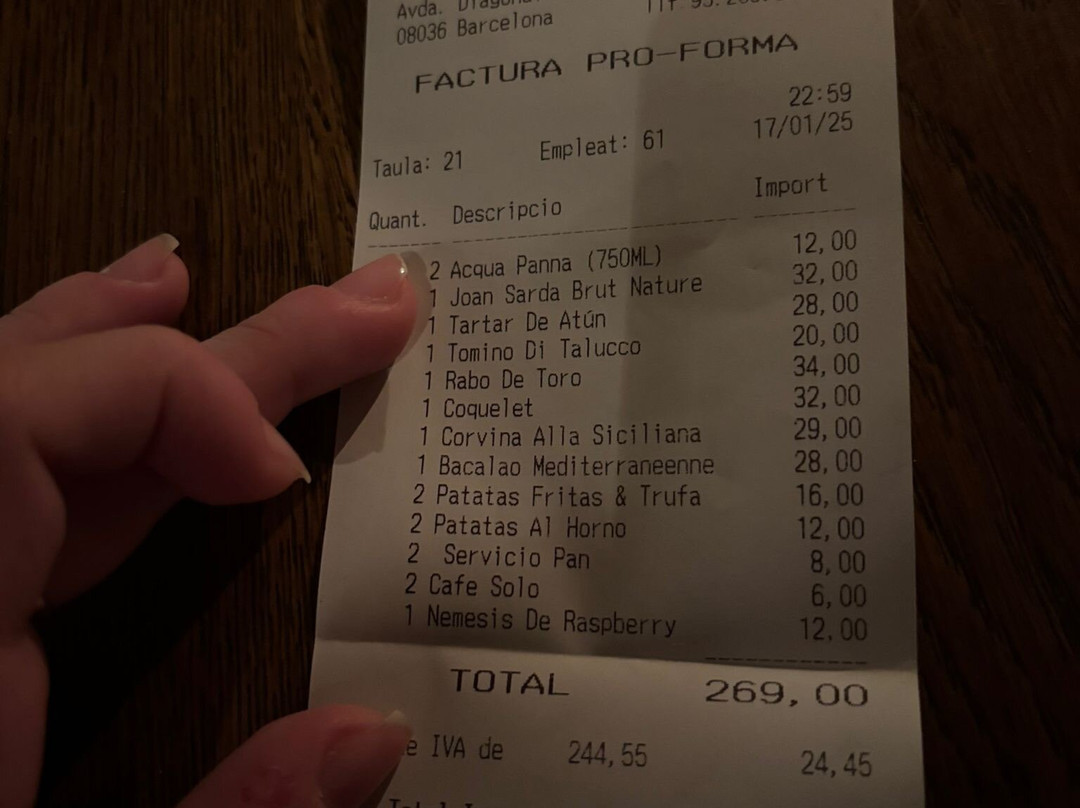 Avda.
08036 Barcelona
FACTURA PRO-FORMA
22:59
Taula: 21 Empleat: 61 17/01/25
Quant. Descripcio Import
2 Acqua Panna (750ML) 12,00
1 Joan Sarda Brut Nature 32,00
1 Tartar De Atún 28,00
1 Tomino Di Talucco 20,00
1 Rabo De Toro 34,00
1 Coquelet 32,00
1 Corvina Alla Siciliana 29,00
1 Bacalao Mediterraneenne 28,00
2 Patatas Fritas & Trufa 16,00
2 Patatas Al Horno 12,00
2 Servicio Pan 8,00
2 Cafe Solo 6,00
1 Nemesis De Raspberry 12.00
TOTAL 269,00
IVA de 244,55 24,45